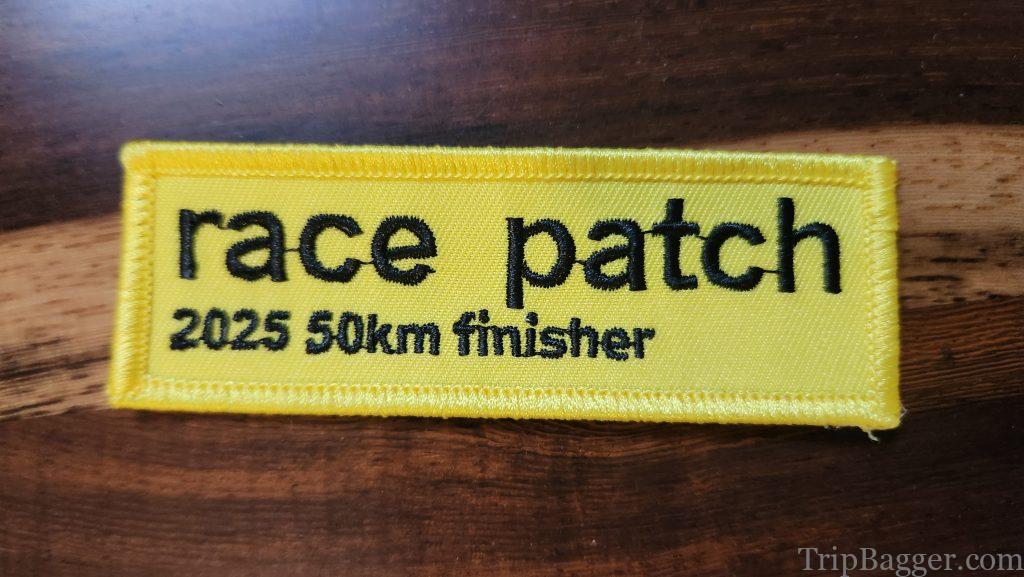 race patch
2025 50km finisher
TripBagger.com